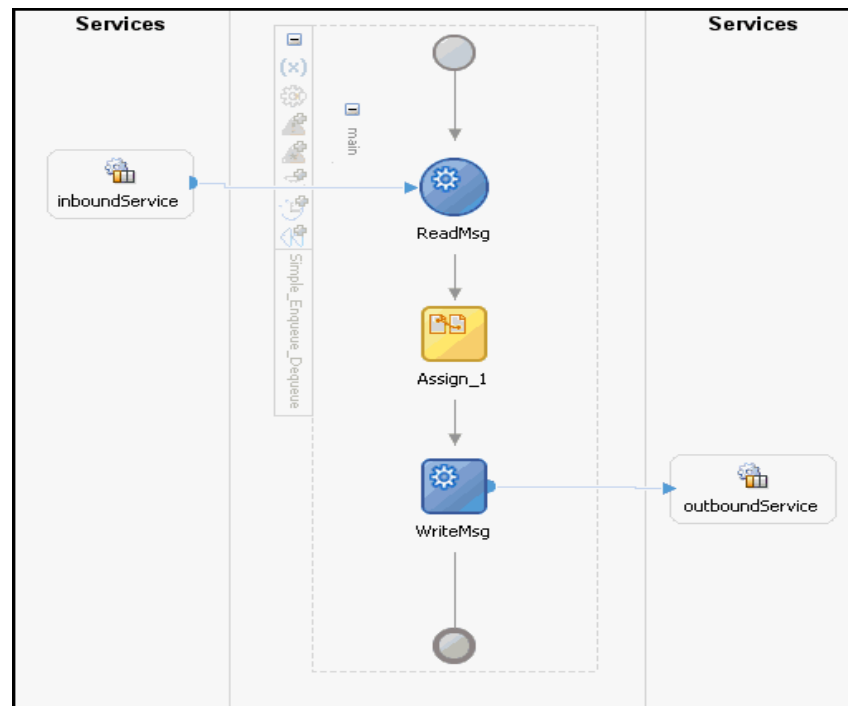 Services
Services
(x)
main
inboundService
ReadMsg
Simple_Enqueue_Dequeue
Assign_1
WriteMsg
outboundService